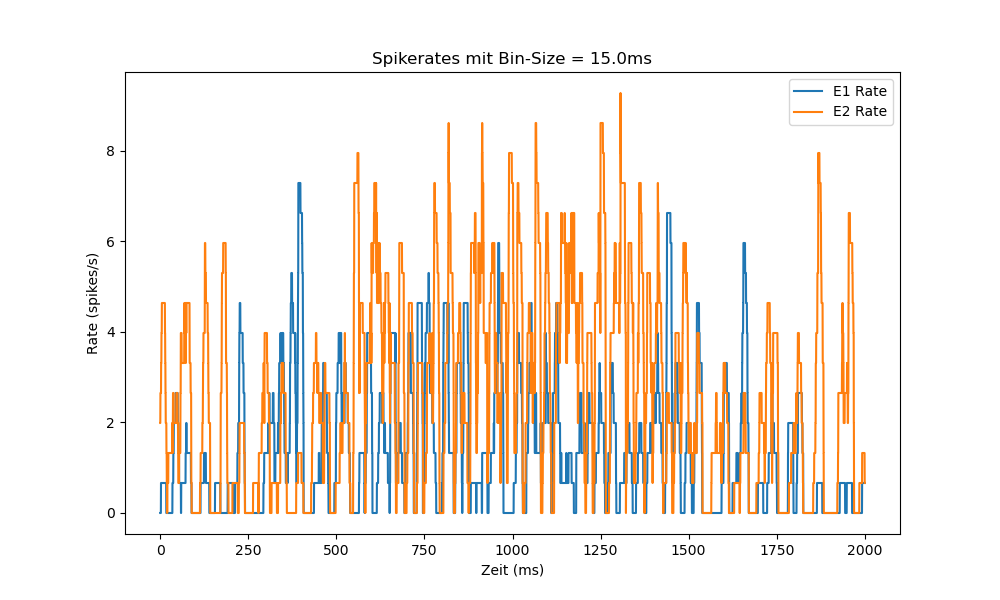 Spikerates mit Bin-Size = 15.0ms
E1 Rate
E2 Rate
8
6
4
2
0
Rate (spikes/s)
0 250 500 750 1000 1250 1500 1750 2000
Zeit (ms)